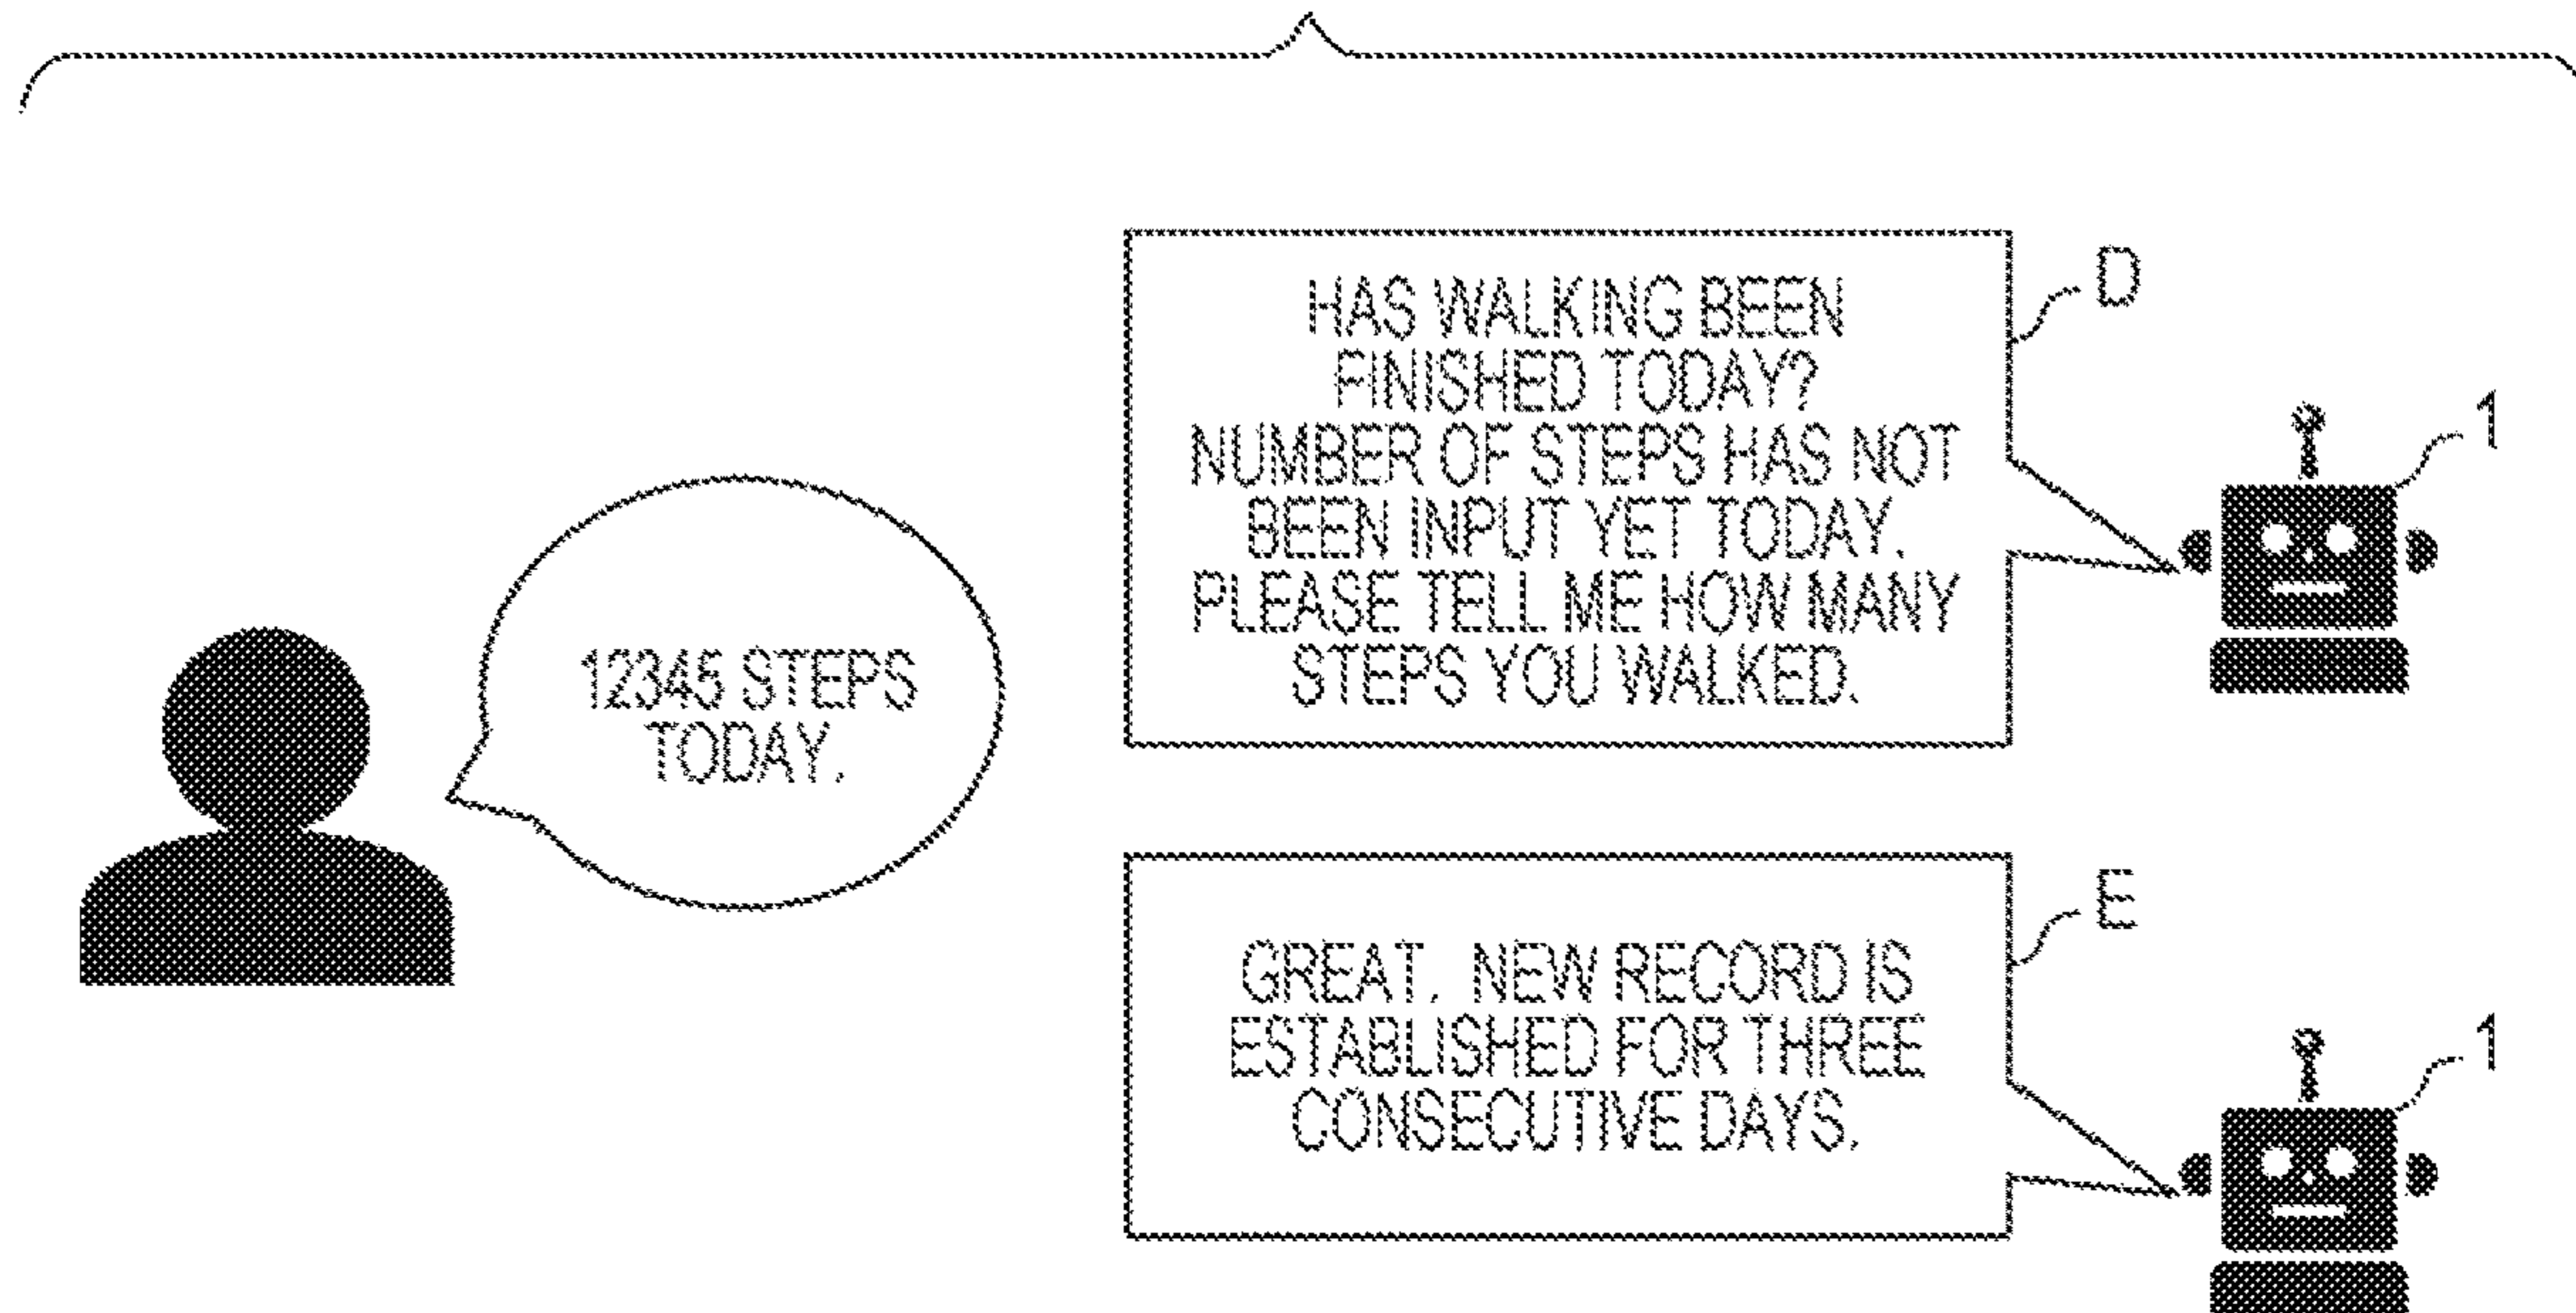 HAS WALKING BEEN
FINISHED TODAY?
NUMBER OF STEPS HAS NOT
BEEN INPUT YET TODAY.
PLEASE TELL ME HOW MANY
STEPS YOU WALKED.
D
1
12345 STEPS
TODAY.
GREAT. NEW RECORD IS
ESTABLISHED FOR THREE
CONSECUTIVE DAYS.
E
1